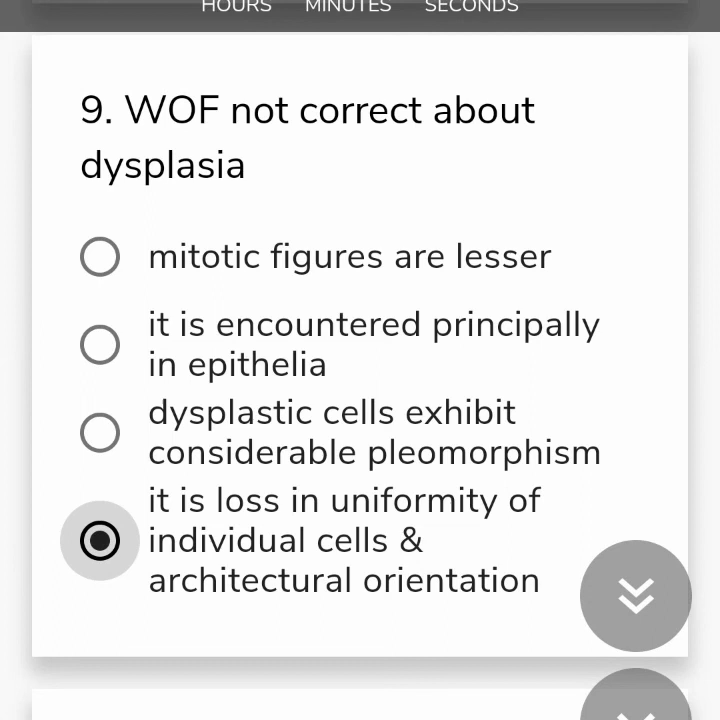 HOURS MINUTES SECONDS
9. WOF not correct about
dysplasia
mitotic figures are lesser
it is encountered principally
in epithelia
dysplastic cells exhibit
considerable pleomorphism
it is loss in uniformity of
individual cells &
architectural orientation